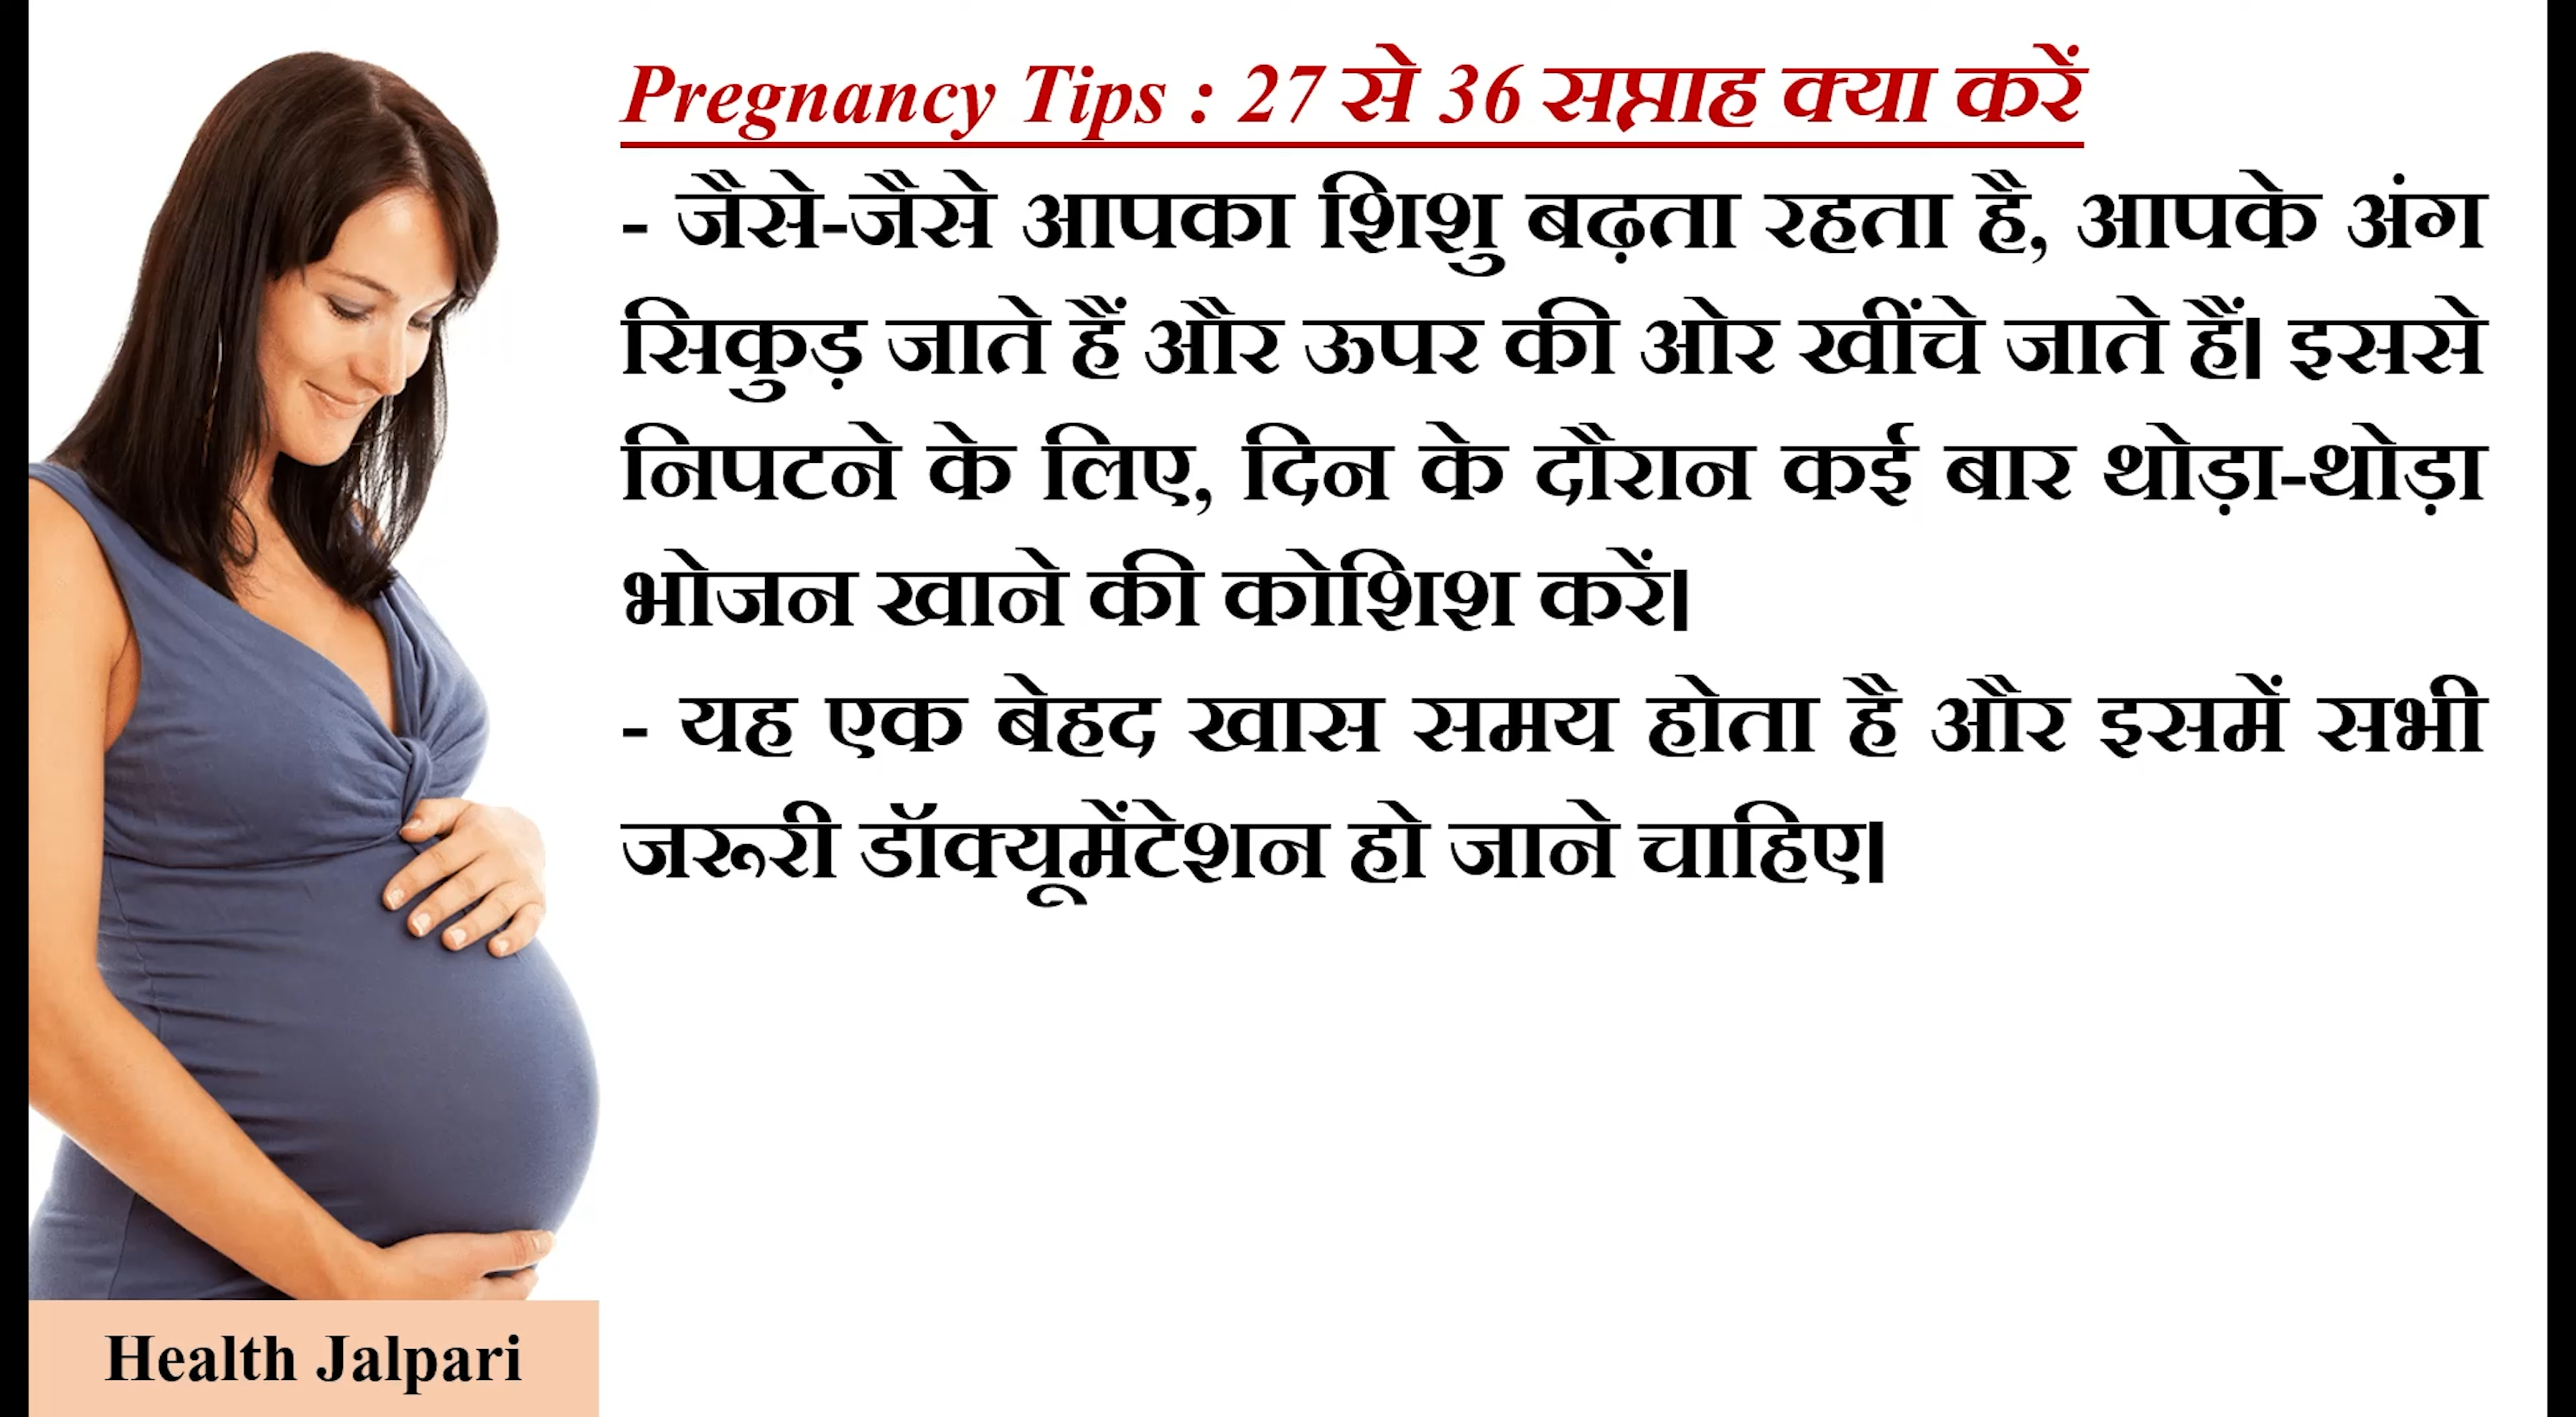 Pregnancy Tips : 27 से 36 सप्ताह क्या करें
- जैसे-जैसे आपका शिशु बढ़ता रहता है, आपके अंग
सिकुड़ जाते हैं और ऊपर की ओर खींचे जाते हैं। इससे
निपटने के लिए, दिन के दौरान कई बार थोड़ा-थोड़ा
भोजन खाने की कोशिश करें।
- यह एक बेहद खास समय होता है और इसमें सभी
जरूरी डॉक्यूमेंटेशन हो जाने चाहिए।
Health Jalpari